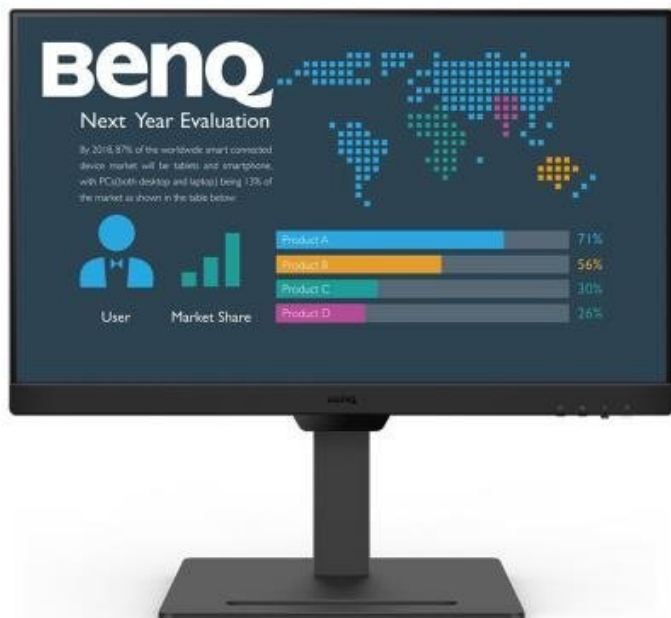 BenQ
Next Year Evaluation
By 2018, 87% of the worldwide smart connected
device market will be tablets and smartphone,
with PCs(both desktop and laptop) being 13% of
the market as shown in the table below
User
Market Share
Product A 71%
Product B 56%
Product C 30%
Product D 26%
BenQ